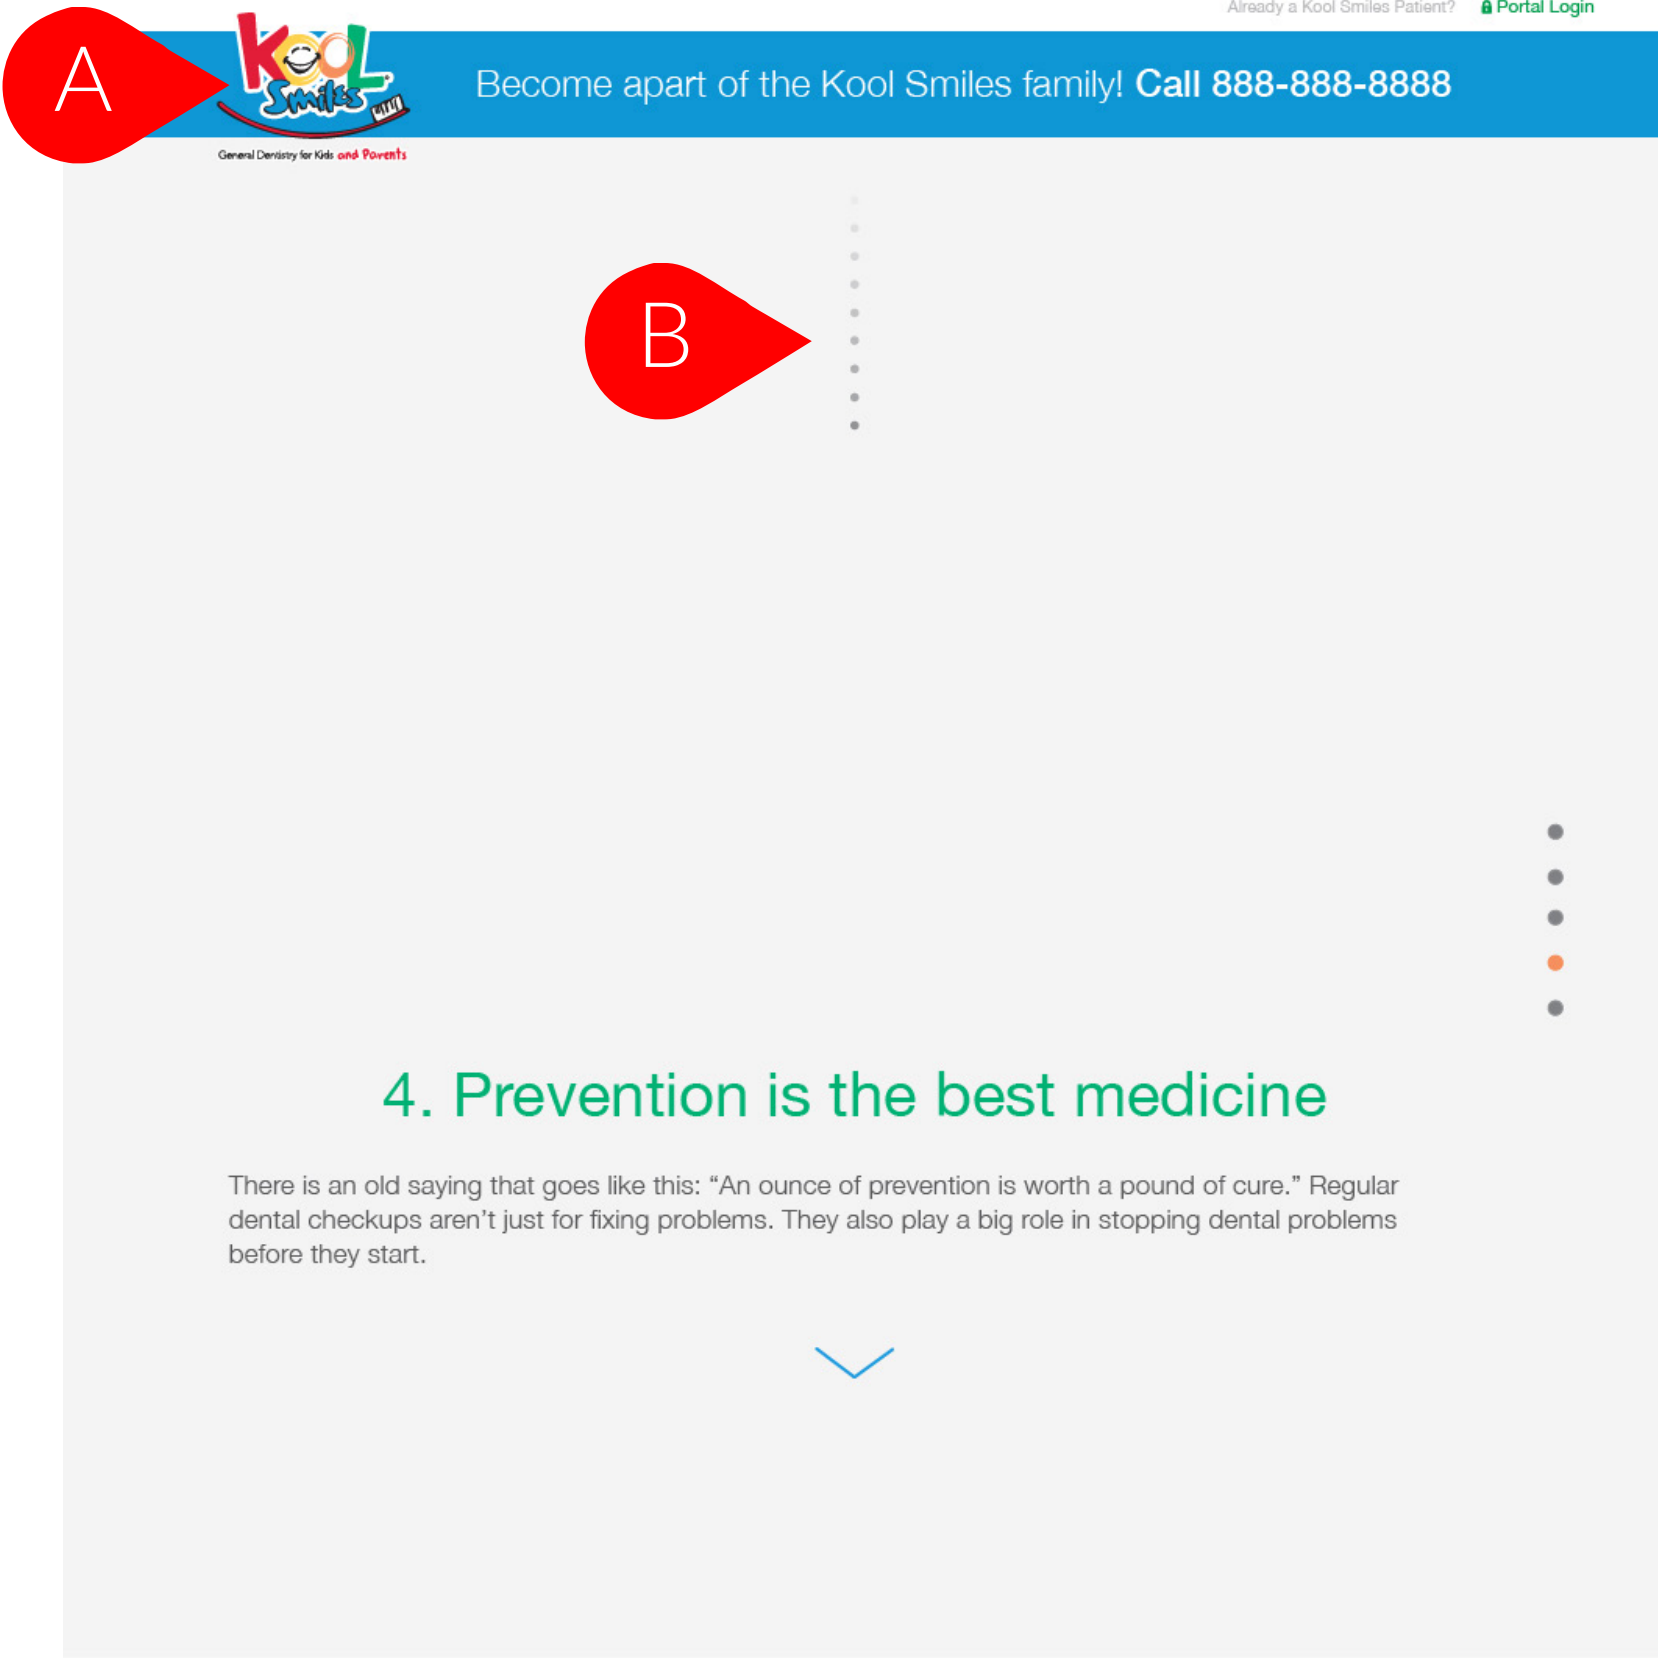 Already a Kool Smiles Patient? Portal Login
A
KOOL
Smiles
Become apart of the Kool Smiles family! Call 888-888-8888
General Dentistry for Kids and Parents
B
4. Prevention is the best medicine
There is an old saying that goes like this: “An ounce of prevention is worth a pound of cure.” Regular
dental checkups aren’t just for fixing problems. They also play a big role in stopping dental problems
before they start.